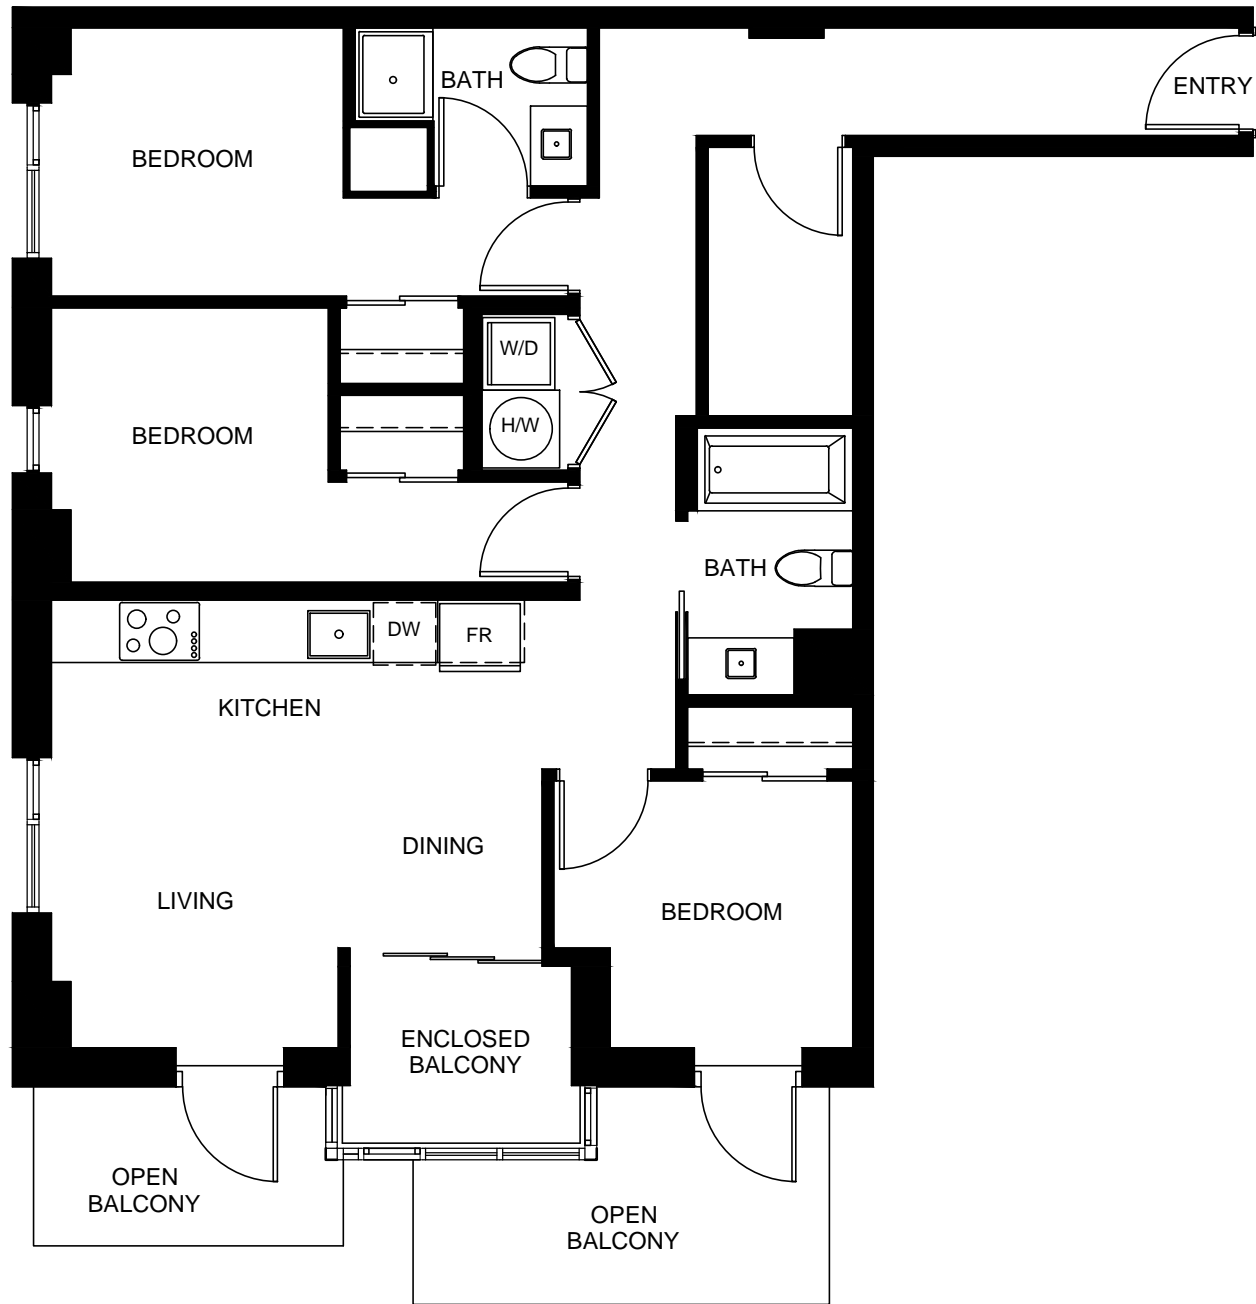 BATH
ENTRY
BEDROOM
W/D
H/W
BEDROOM
BATH
DW
FR
KITCHEN
DINING
LIVING
BEDROOM
ENCLOSED
BALCONY
OPEN
BALCONY
OPEN
BALCONY